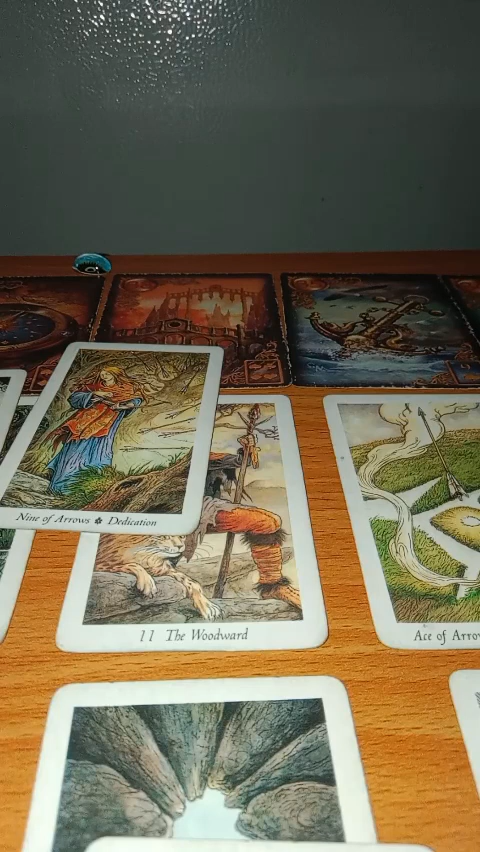 Nine of Arrows ❀ Dedication
11 The Woodward
Ace of Arro